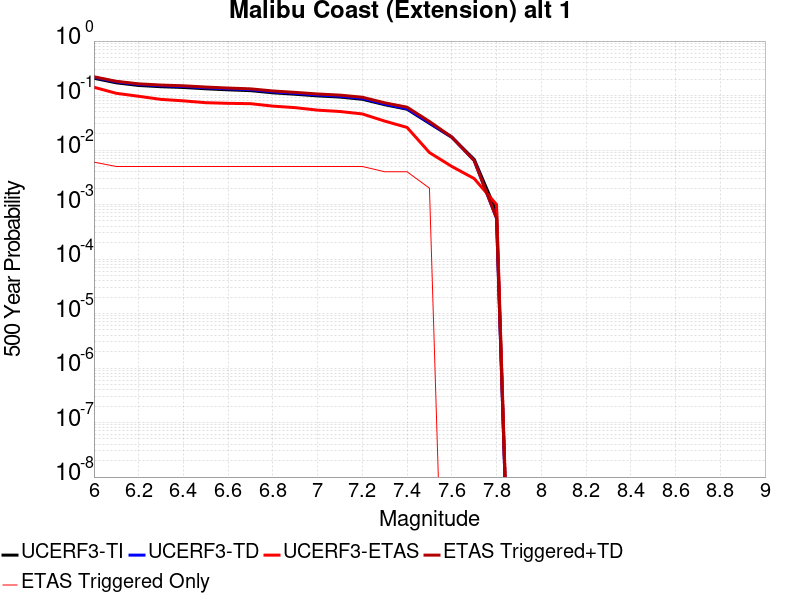 Malibu Coast (Extension) alt 1
10^0
10^-1
10^-2
10^-3
10^-4
10^-5
10^-6
10^-7
10^-8
500 Year Probability
6 6.2 6.4 6.6 6.8 7 7.2 7.4 7.6 7.8 8 8.2 8.4 8.6 8.8 9
Magnitude
UCERF3-TI UCERF3-TD UCERF3-ETAS ETAS Triggered+TD
ETAS Triggered Only